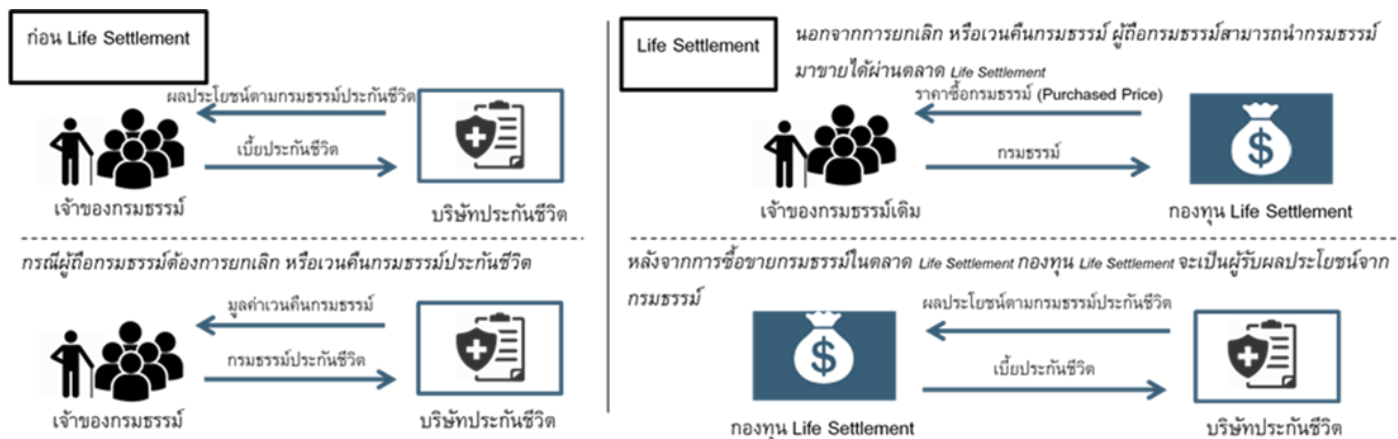 ก่อน Life Settlement
ผลประโยชน์ตามกรมธรรม์ประกันชีวิต
เบี้ยประกันชีวิต
เจ้าของกรมธรรม์
บริษัทประกันชีวิต
กรณีผู้ถือกรมธรรม์ต้องการยกเลิก หรือเวนคืนกรมธรรม์ประกันชีวิต
มูลค่าเวนคืนกรมธรรม์
กรมธรรม์ประกันชีวิต
เจ้าของกรมธรรม์
บริษัทประกันชีวิต
Life Settlement
นอกจากการยกเลิก หรือเวนคืนกรมธรรม์ ผู้ถือกรมธรรม์สามารถนำกรมธรรม์
มาขายได้ผ่านตลาด Life Settlement
ราคาซื้อกรมธรรม์ (Purchased Price)
กรมธรรม์
เจ้าของกรมธรรม์เดิม
กองทุน Life Settlement
หลังจากการซื้อขายกรมธรรม์ในตลาด Life Settlement กองทุน Life Settlement จะเป็นผู้รับผลประโยชน์จาก
กรมธรรม์
ผลประโยชน์ตามกรมธรรม์ประกันชีวิต
เบี้ยประกันชีวิต
กองทุน Life Settlement
บริษัทประกันชีวิต